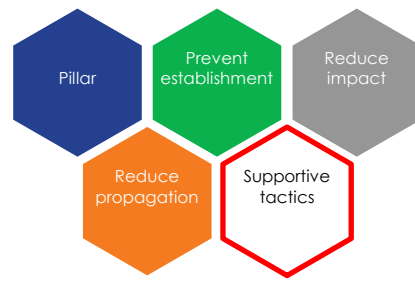 Pillar
Prevent
establishment
Reduce
impact
Reduce
propagation
Supportive
tactics